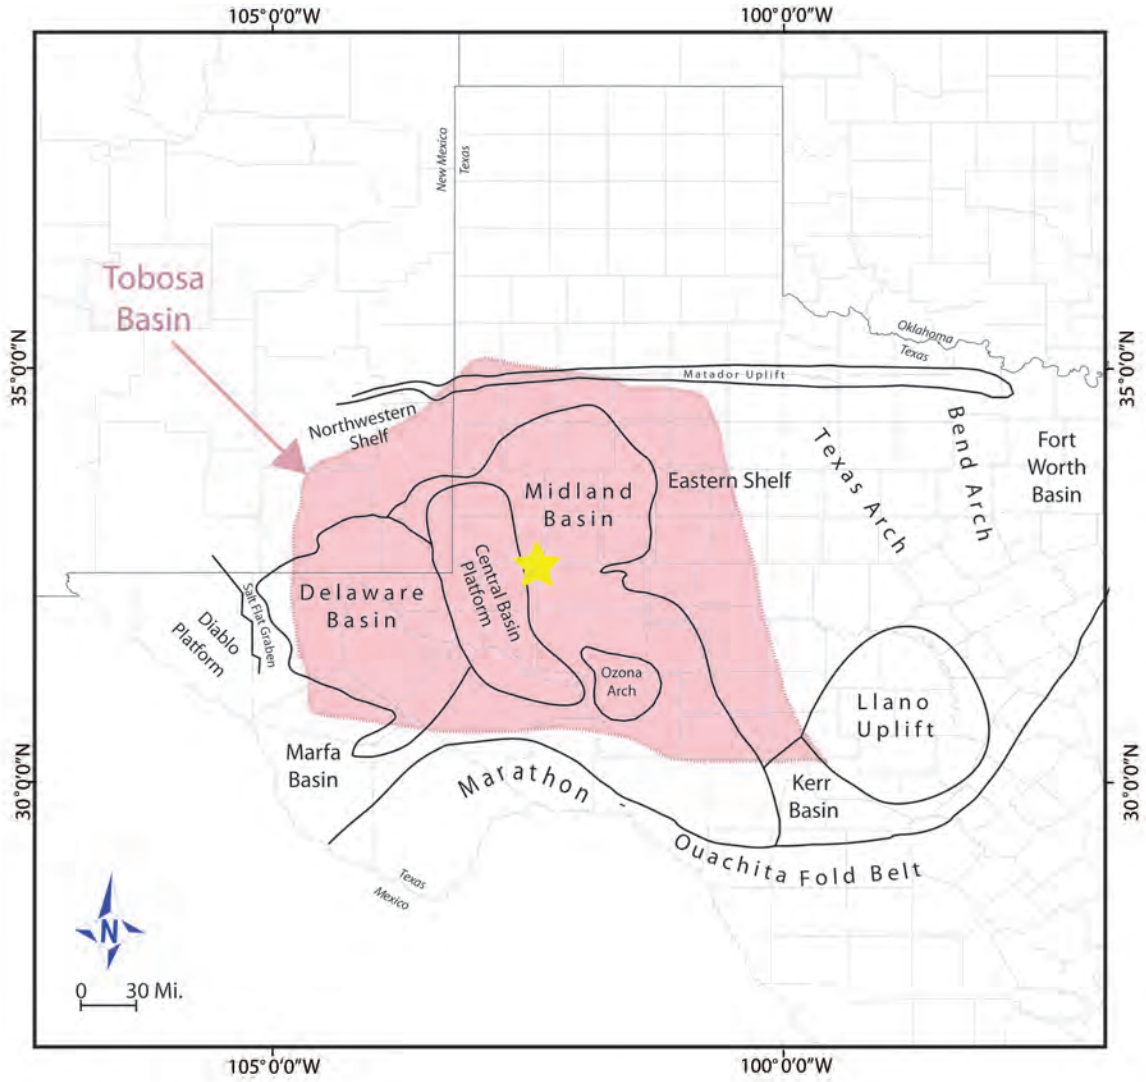 105°0'0"W
100°0'0"W
New Mexico
Texas
Tobosa
Basin
Oklahoma
Texas
35°0'0"N
35°0'0"N
Matador Uplift
Northwestern
Shelf
Bend Arch
Texas Arch
Fort
Worth
Basin
Eastern Shelf
Midland
Basin
Central Basin
Platform
Delaware
Basin
Salt Flat Graben
Diablo
Platform
Ozona
Arch
Llano
Uplift
Marfa
Basin
30°0'0"N
30°0'0"N
Kerr
Basin
Marathon -
Ouachita Fold Belt
Texas
Mexico
N
0 30 Mi.
105°0'0"W
100°0'0"W